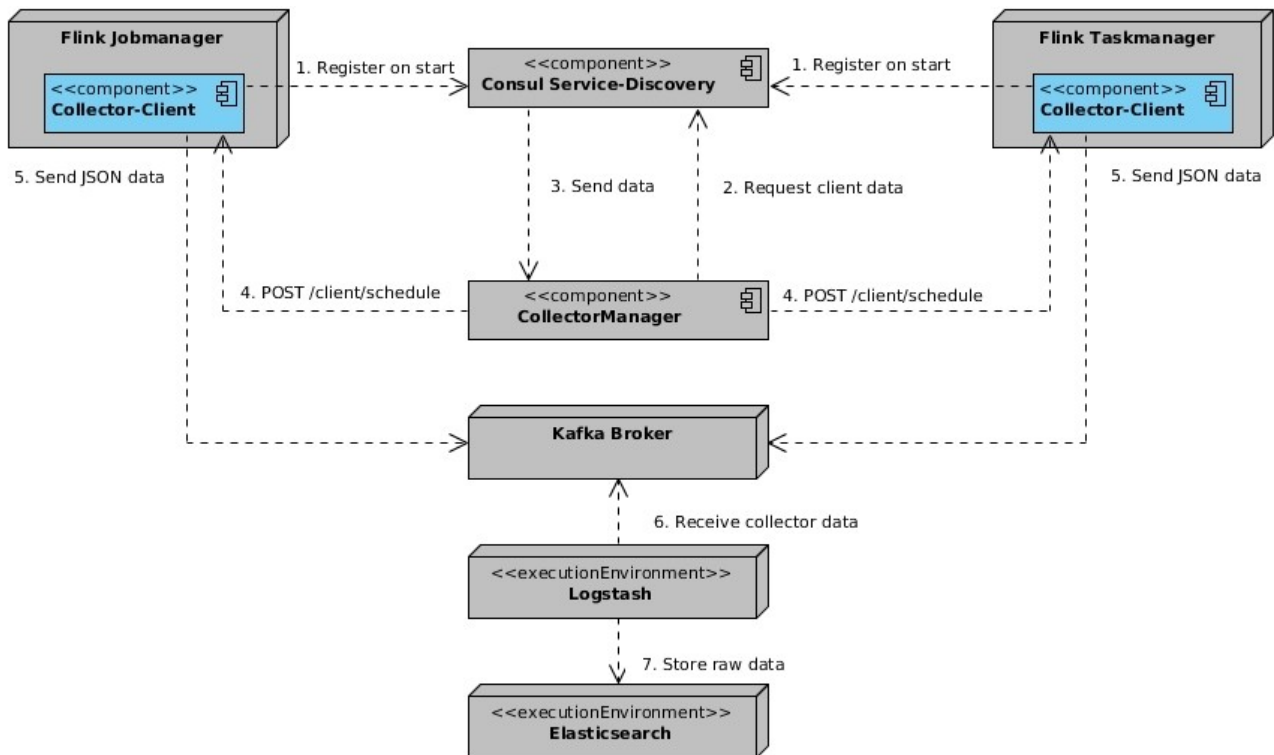 Flink Jobmanager
<<component>>
Collector-Client
1. Register on start
<<component>>
Consul Service-Discovery
1. Register on start
Flink Taskmanager
<<component>>
Collector-Client
5. Send JSON data
3. Send data
2. Request client data
5. Send JSON data
4. POST /client/schedule
<<component>>
CollectorManager
4. POST /client/schedule
Kafka Broker
6. Receive collector data
<<executionEnvironment>>
Logstash
7. Store raw data
<<executionEnvironment>>
Elasticsearch